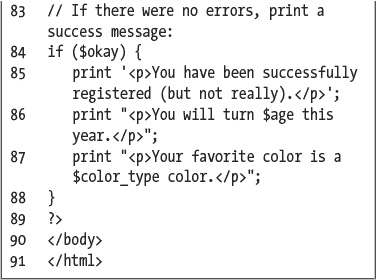 83 // If there were no errors, print a
success message:
84 if ($okay) {
85 print '<p>You have been successfully
registered (but not really).</p>';
86 print "<p>You will turn $age this
year.</p>";
87 print "<p>Your favorite color is a
$color_type color.</p>";
88 }
89 ?>
90 </body>
91 </html>